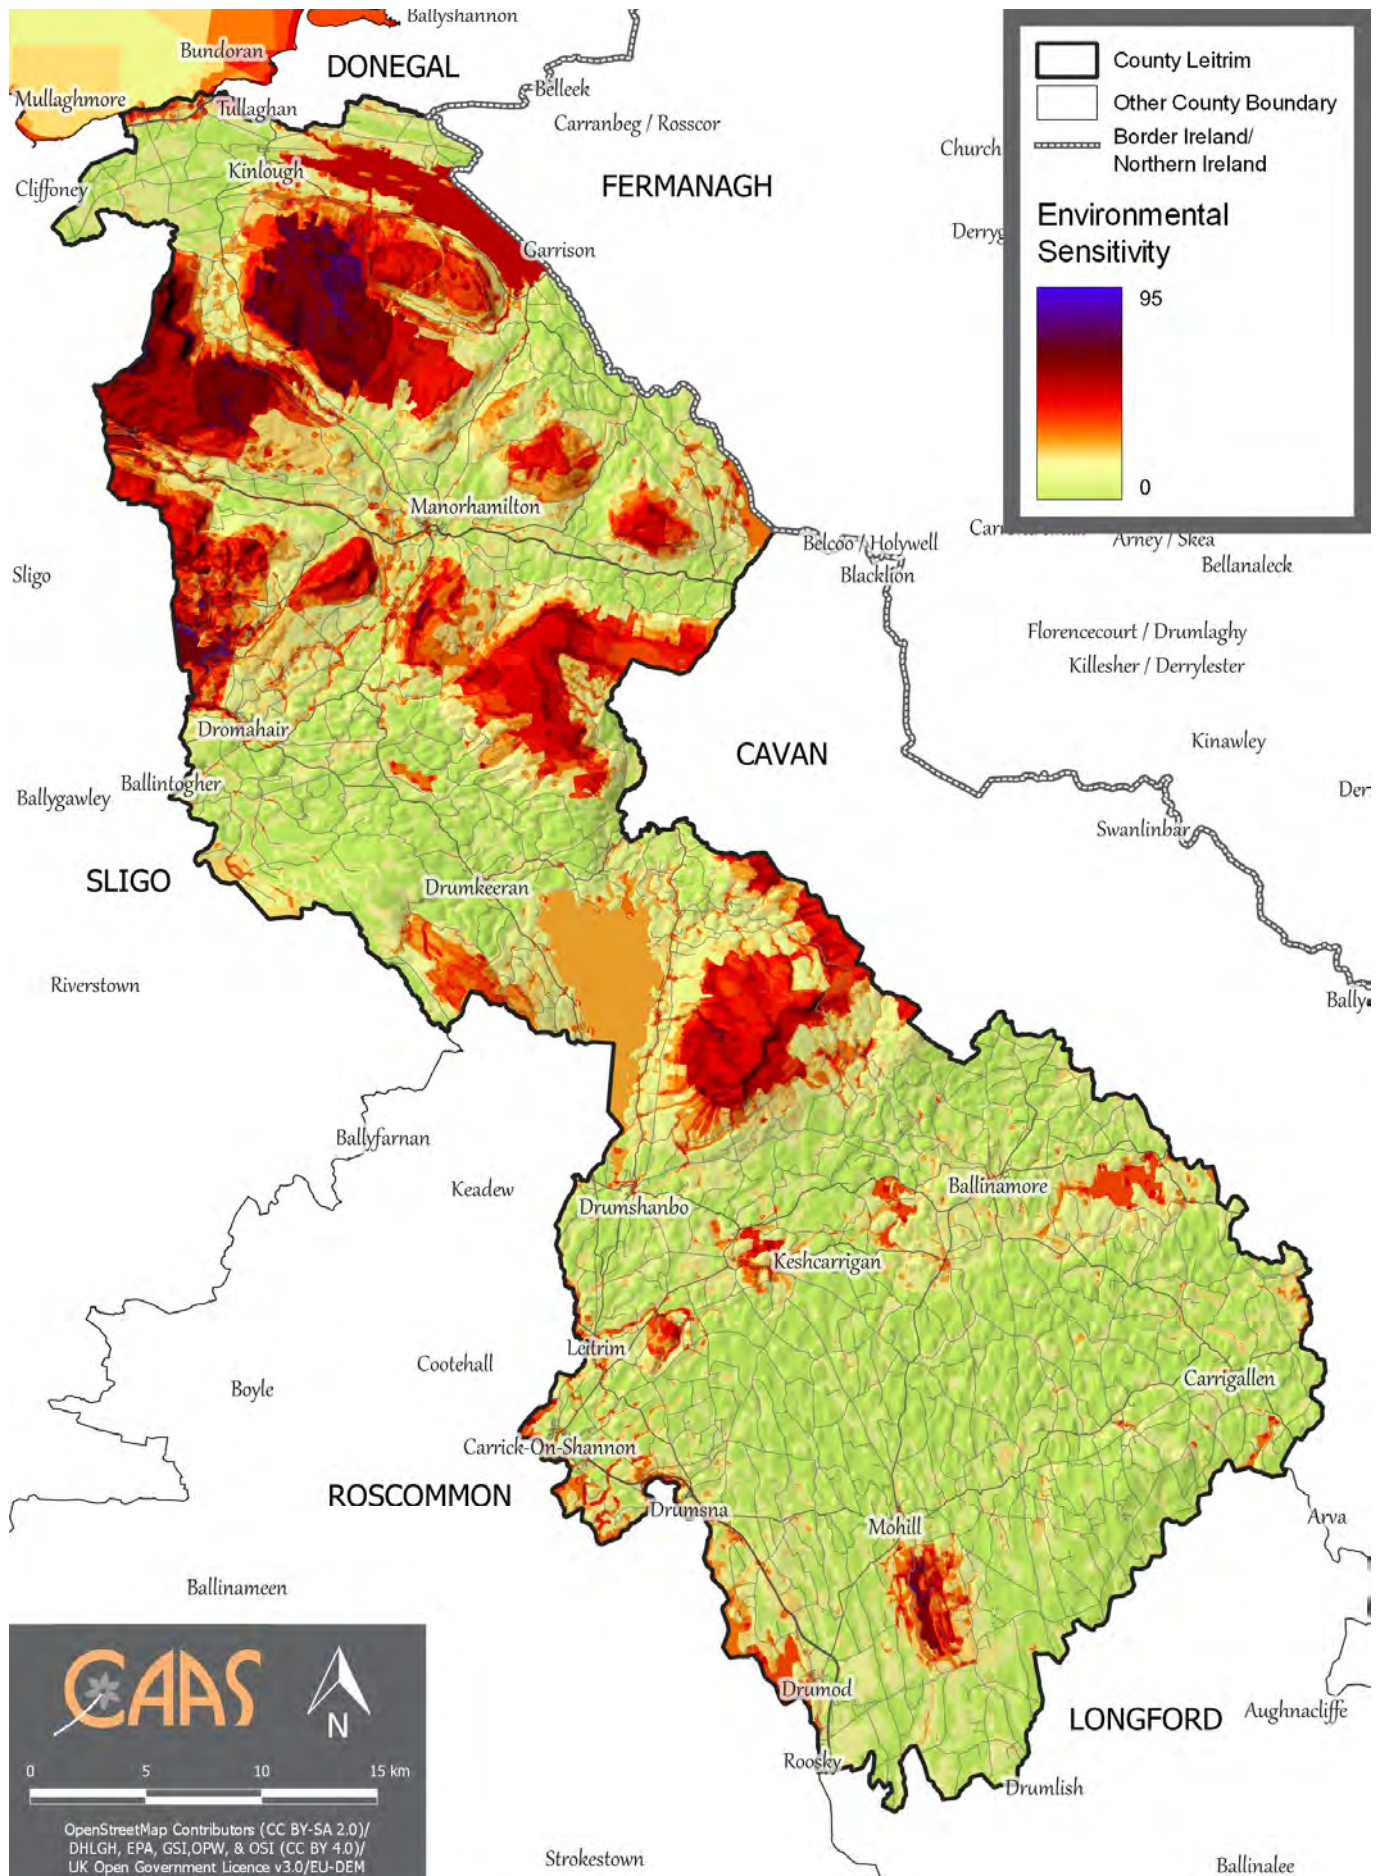 Ballyshannon
Bundoran
DONEGAL
Mullaghmore
Tullaghan
Belleek
Carranbeg / Rosscor
Kinlough
Cliffoney
FERMANAGH
Church
Derryg
Garrison
County Leitrim
Other County Boundary
Border Ireland/
Northern Ireland
Environmental
Sensitivity
95
0
Manorhamilton
Belcoo / Holywell
Blacklion
Arney / Skea
Bellanaleck
Sligo
Florencecourt / Drumlaghy
Killesher / Derrylester
Dromahair
CAVAN
Kinawley
Ballintogher
Ballygawley
Der
Swanlinbar
SLIGO
Drumkeeran
Riverstown
Bally
Ballyfarnan
Keadew
Drumshanbo
Ballinamore
Keshcarrigan
Leitrim
Cootehall
Boyle
Carrigallen
Carrick-On-Shannon
ROSCOMMON
Drumsna
Mohill
Arva
Ballinameen
CAAS
N
Drumod
LONGFORD
Aughnacliffe
0 5 10 15 km
Roosky
Drumlish
OpenStreetMap Contributors (CC BY-SA 2.0)/
DHLGH, EPA, GSI,OPW, & OSI (CC BY 4.0)/
UK Open Government Licence v3.0/EU-DEM
Strokestown
Ballinalee